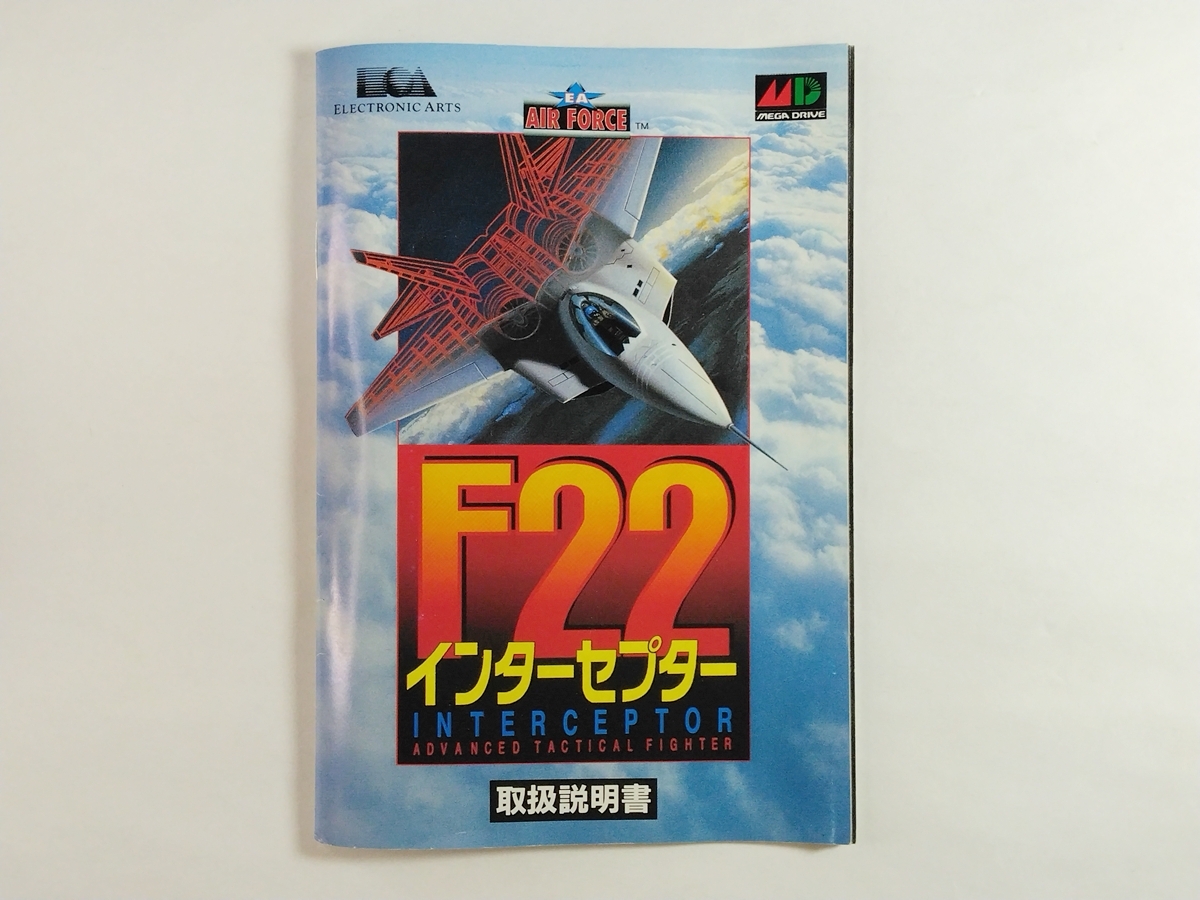 ELECTRONIC ARTS
EA
AIR FORCE TM
MD
MEGA DRIVE
F22
インターセプター
INTERCEPTOR
ADVANCED TACTICAL FIGHTER
取扱説明書